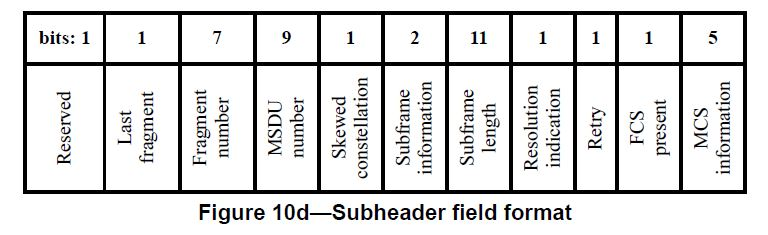 bits: 1 1 7 9 1 2 11 1 1 1 5
Reserved
Last
fragment
Fragment
number
MSDU
number
Skewed
constellation
Subframe
information
Subframe
length
Resolution
indication
Retry
FCS
present
MCS
information
Figure 10d—Subheader field format